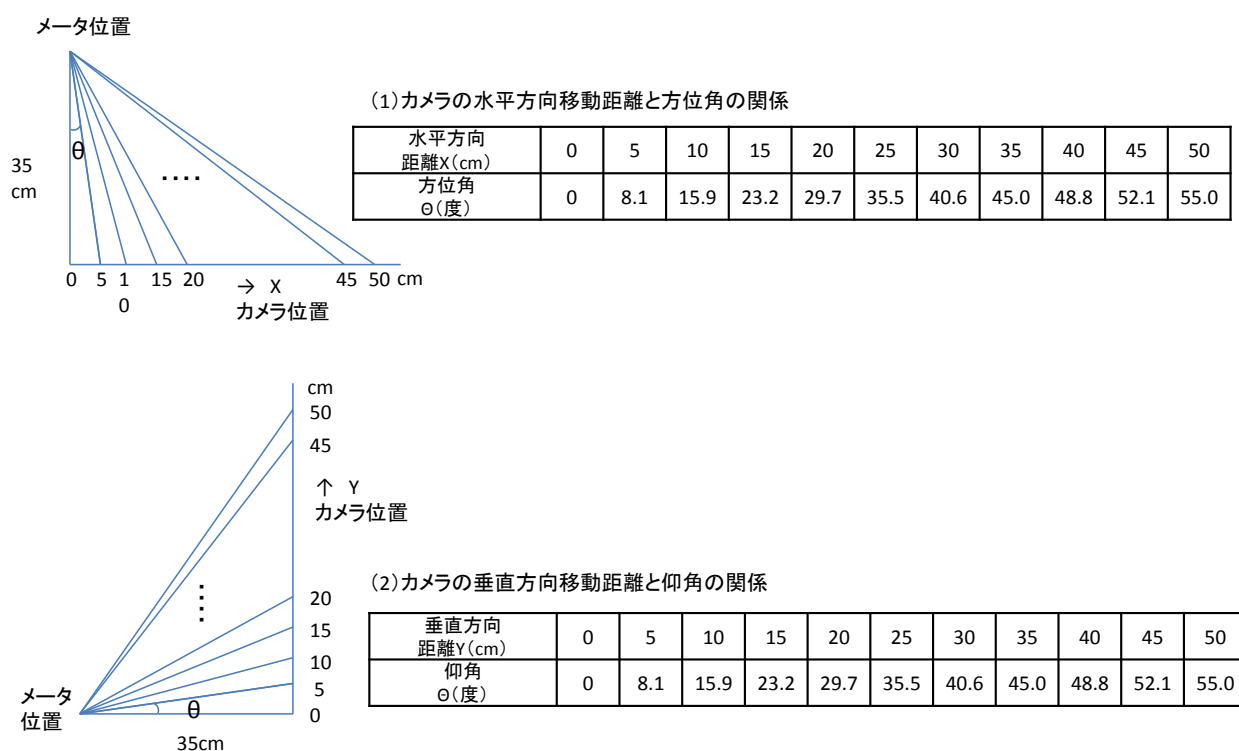 メータ位置
(1)カメラの水平方向移動距離と方位角の関係
水平方向
距離X(cm) 0 5 10 15 20 25 30 35 40 45 50
方位角
Θ(度) 0 8.1 15.9 23.2 29.7 35.5 40.6 45.0 48.8 52.1 55.0
θ
35
cm
‥‥
0 5 1 15 20 45 50 cm
0
→ X
カメラ位置
cm
50
45
↑ Y
カメラ位置
20
15
10
5
0
(2)カメラの垂直方向移動距離と仰角の関係
垂直方向
距離Y(cm) 0 5 10 15 20 25 30 35 40 45 50
仰角
Θ(度) 0 8.1 15.9 23.2 29.7 35.5 40.6 45.0 48.8 52.1 55.0
メータ
位置
θ
35cm